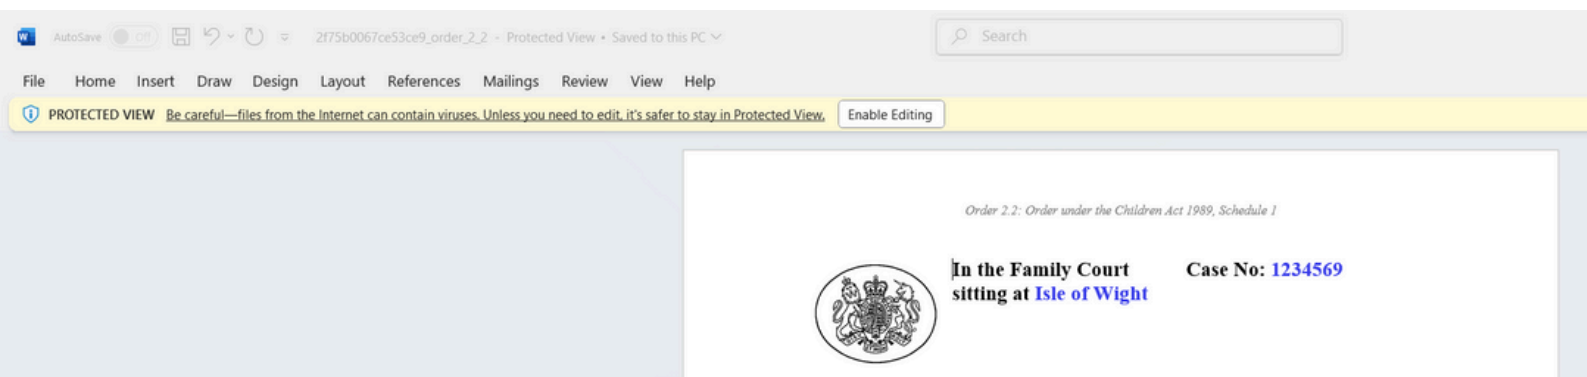 AutoSave Off 2f75b0067ce53ce9_order_2_2 - Protected View • Saved to this PC Search
File Home Insert Draw Design Layout References Mailings Review View Help
PROTECTED VIEW Be careful—files from the Internet can contain viruses. Unless you need to edit, it's safer to stay in Protected View. Enable Editing
Order 2.2: Order under the Children Act 1989, Schedule 1
In the Family Court Case No: 1234569
sitting at Isle of Wight